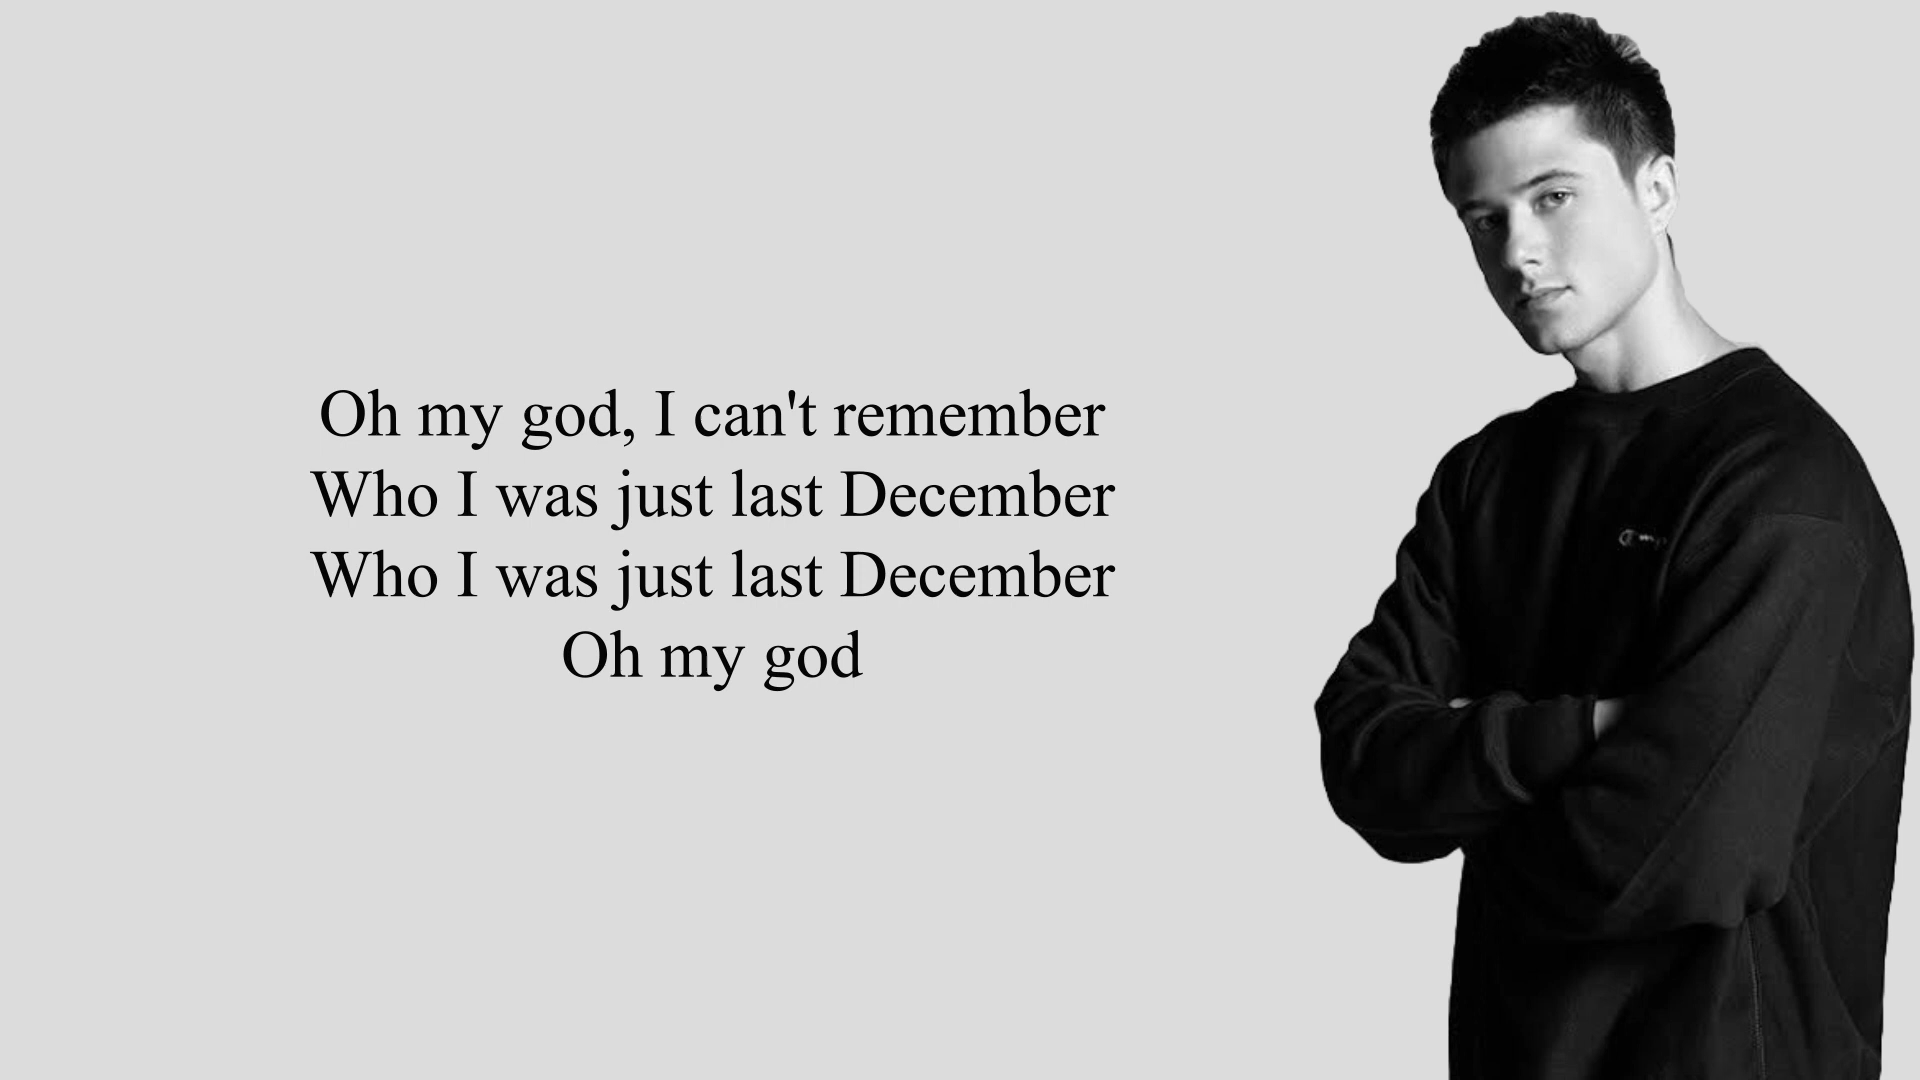 Oh my god, I can't remember
Who I was just last December
Who I was just last December
Oh my god